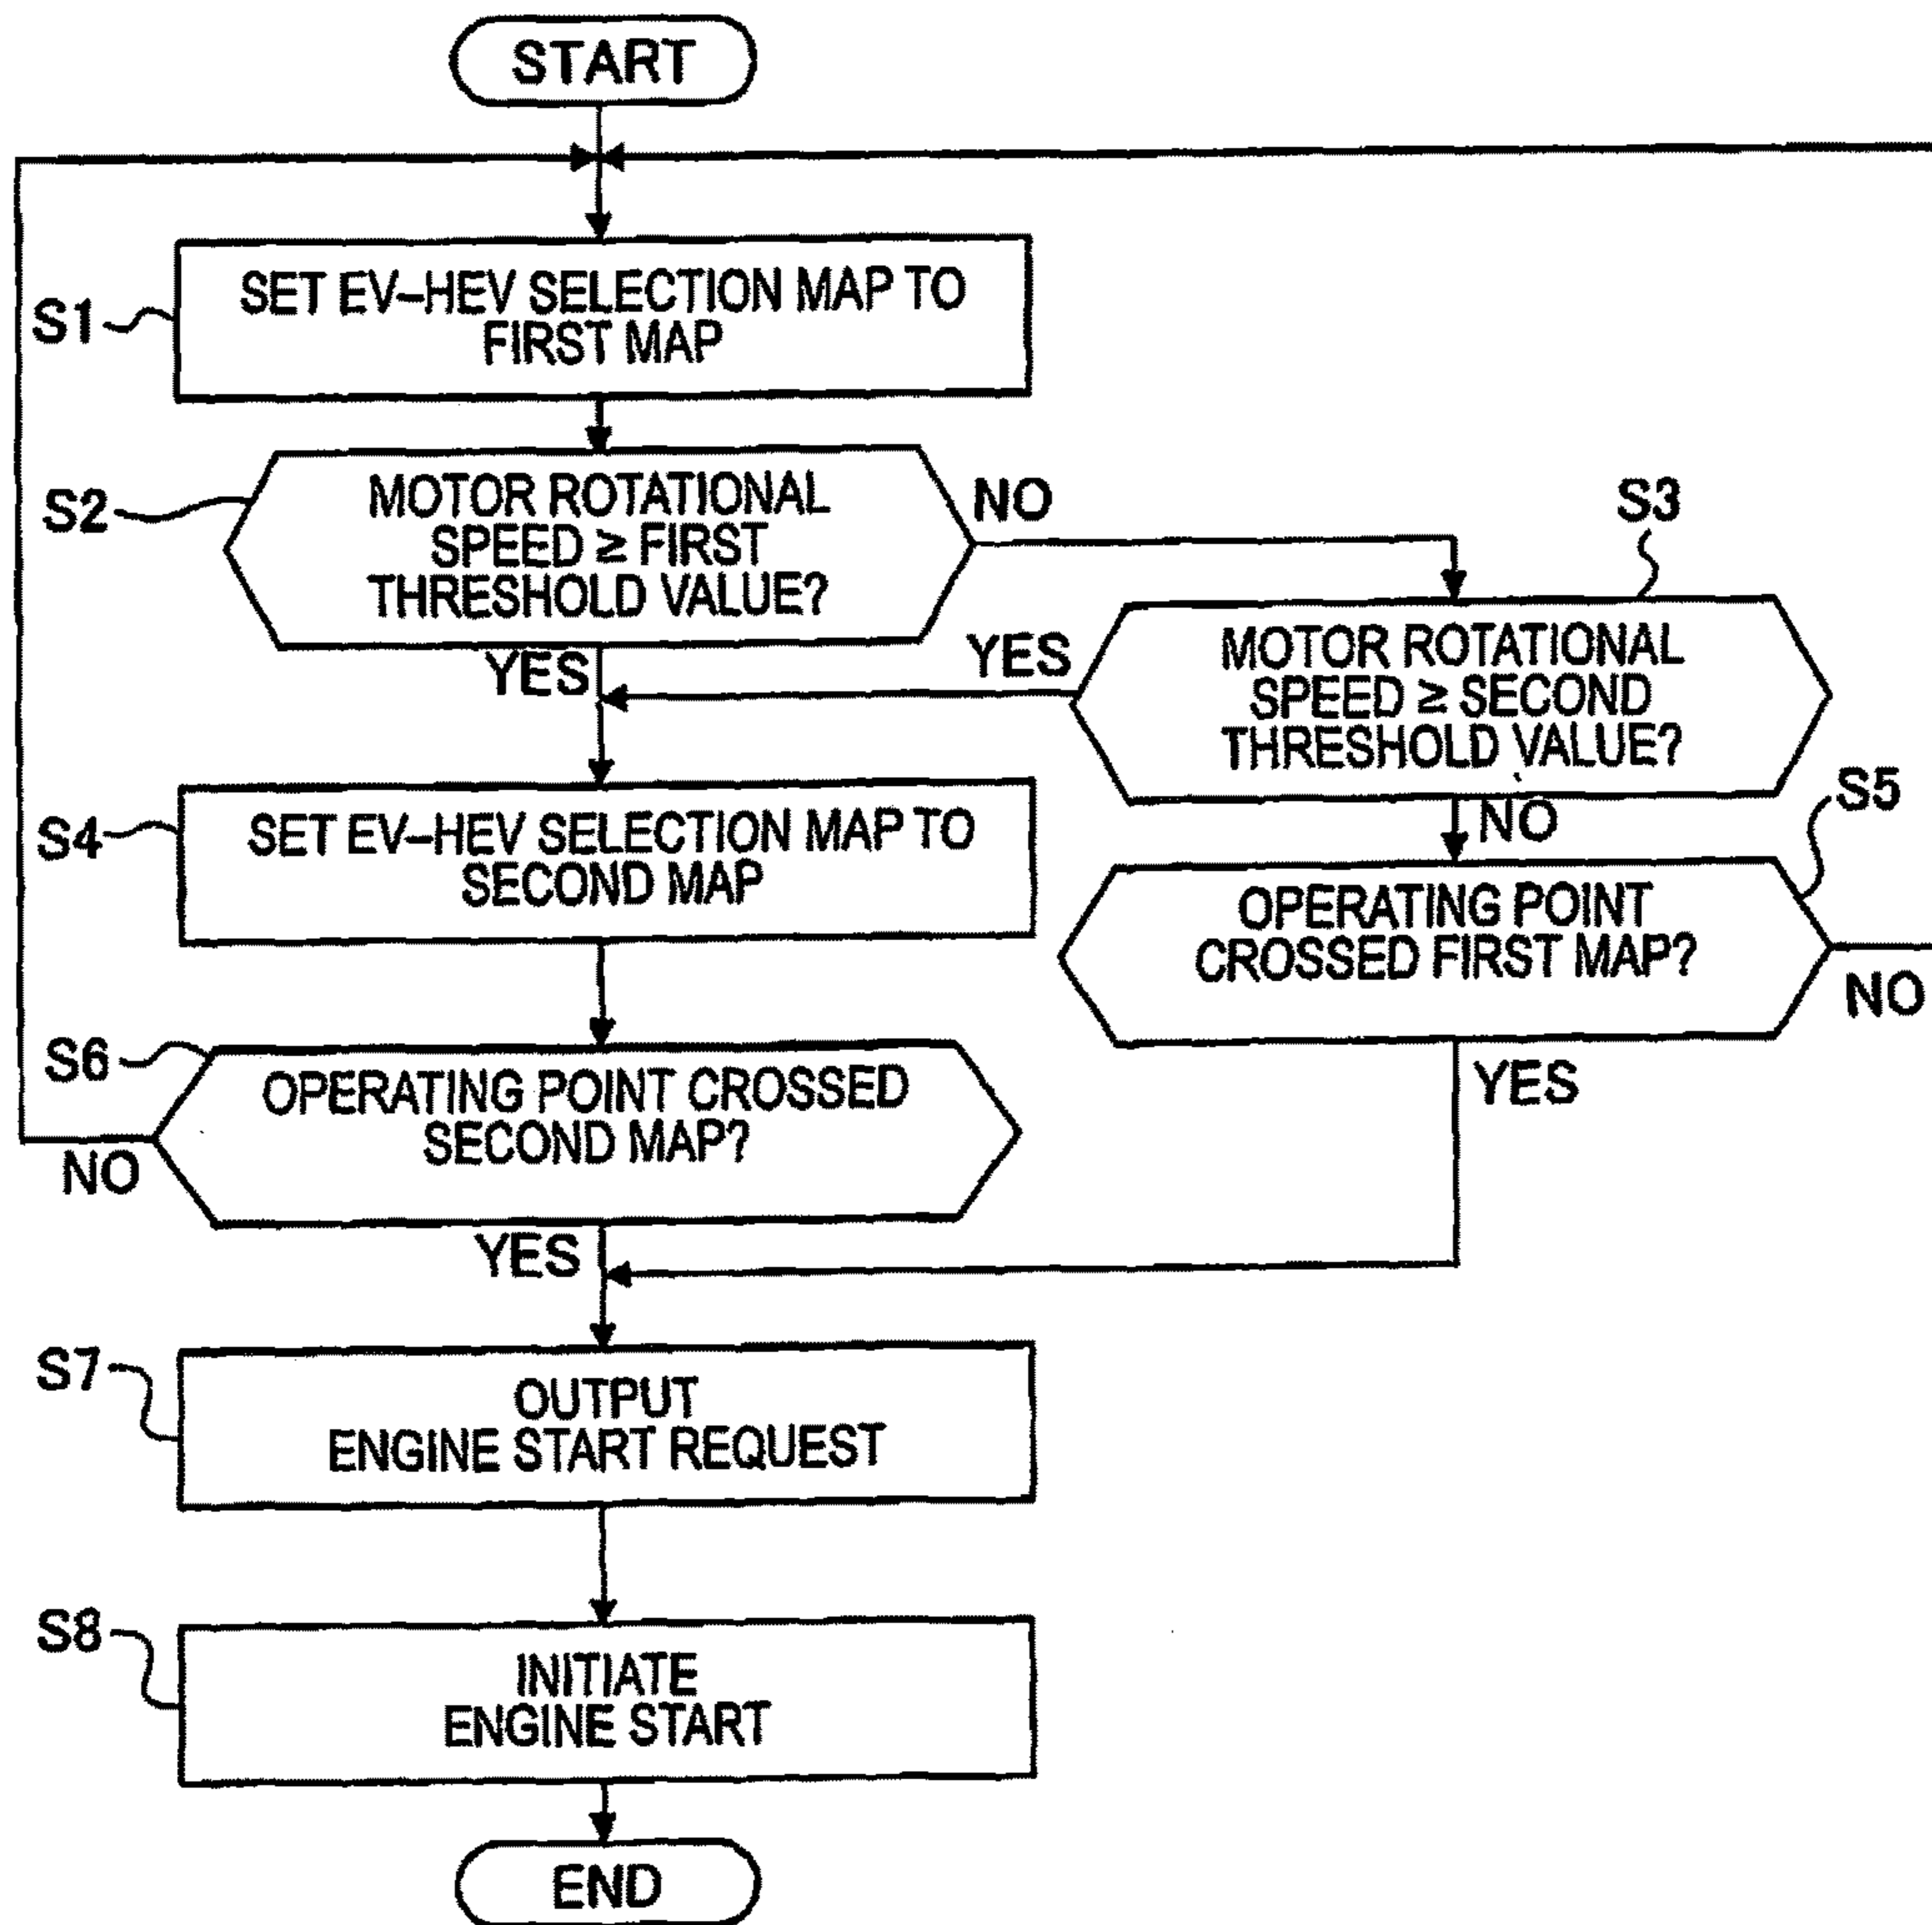 START
S1
SET EV–HEV SELECTION MAP TO
FIRST MAP
S2
MOTOR ROTATIONAL
SPEED ≥ FIRST
THRESHOLD VALUE?
NO
YES
S3
MOTOR ROTATIONAL
SPEED ≥ SECOND
THRESHOLD VALUE?
YES
NO
S4
SET EV–HEV SELECTION MAP TO
SECOND MAP
S5
OPERATING POINT
CROSSED FIRST MAP?
NO
YES
S6
OPERATING POINT CROSSED
SECOND MAP?
NO
YES
S7
OUTPUT
ENGINE START REQUEST
S8
INITIATE
ENGINE START
END